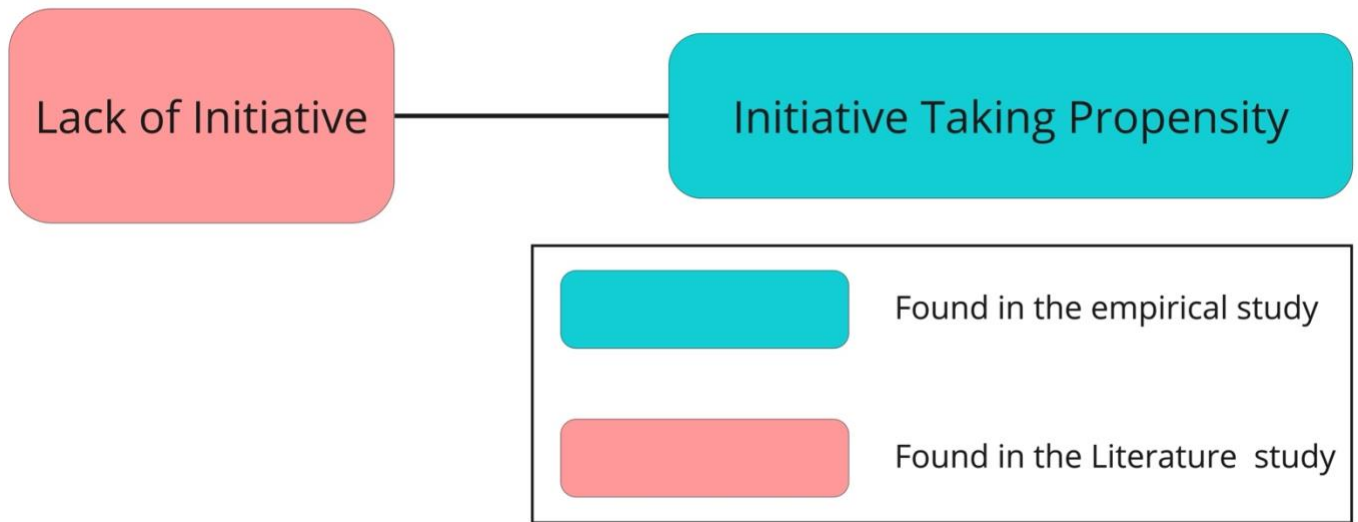 Lack of Initiative
Initiative Taking Propensity
Found in the empirical study
Found in the Literature study